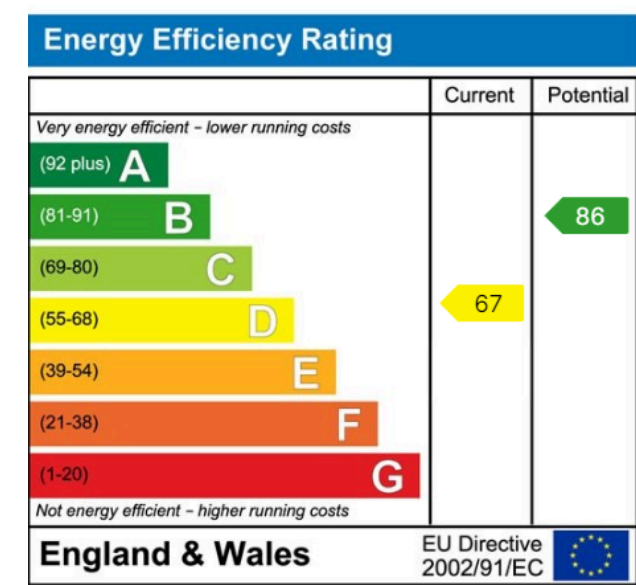 Energy Efficiency Rating
Current Potential
Very energy efficient – lower running costs
(92 plus) A
(81-91) B
86
(69-80) C
(55-68) D
67
(39-54) E
(21-38) F
(1-20) G
Not energy efficient – higher running costs
England & Wales
EU Directive
2002/91/EC